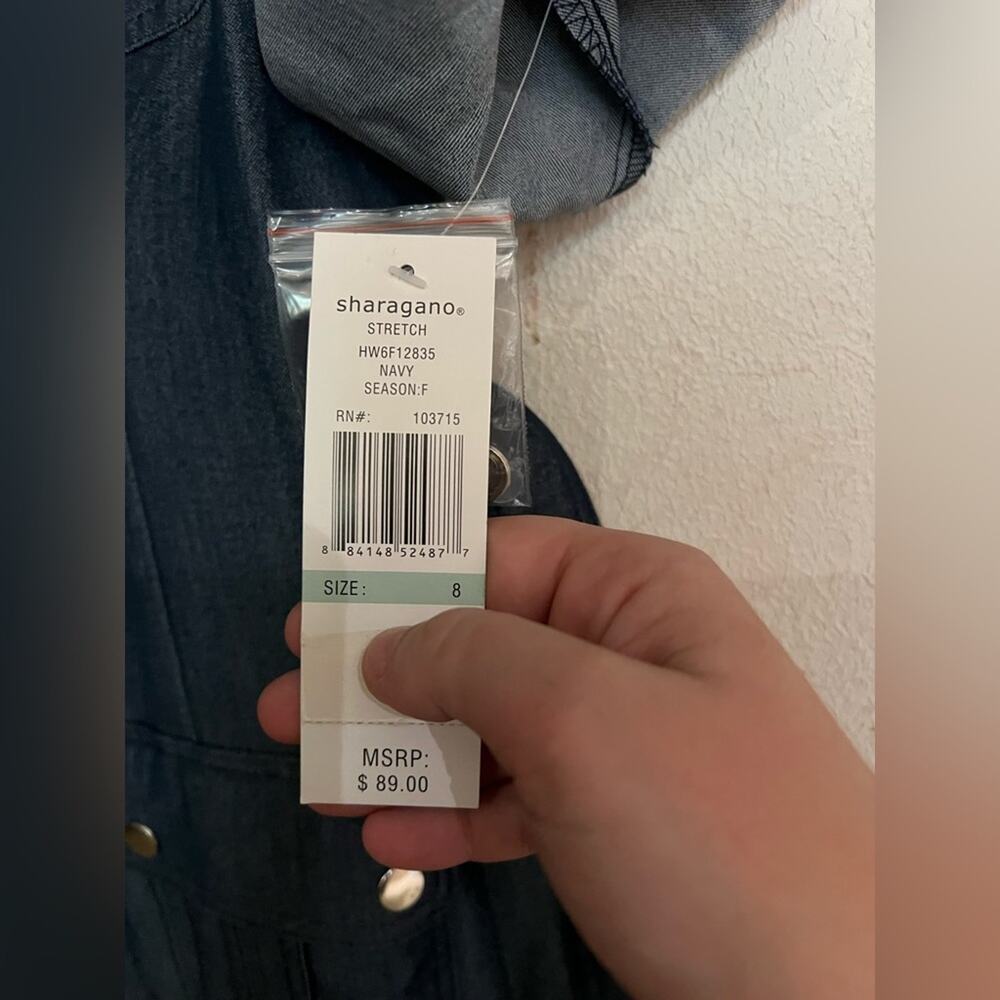 sharagano®
STRETCH
HW6F12835
NAVY
SEASON:F
RN#: 103715
8 84148 52487 7
SIZE: 8
MSRP:
$ 89.00